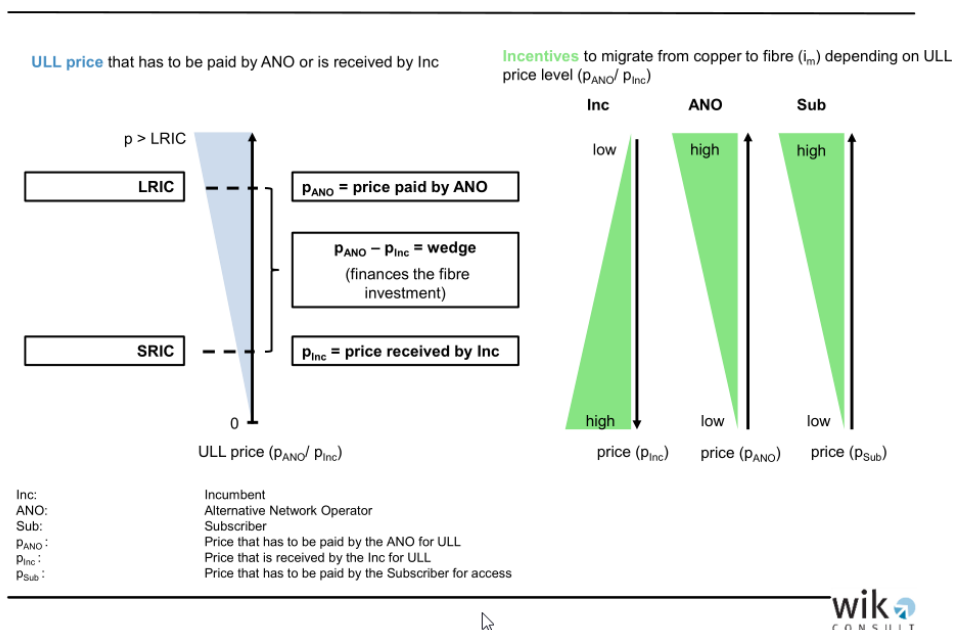 ULL price that has to be paid by ANO or is received by Inc
Incentives to migrate from copper to fibre (im) depending on ULL
price level (pANO/ pInc)
Inc
ANO
Sub
p > LRIC
low
high
high
LRIC
pANO = price paid by ANO
pANO – pInc = wedge
(finances the fibre
investment)
SRIC
pInc = price received by Inc
0
high
low
low
ULL price (pANO/ pInc)
price (pInc)
price (pANO)
price (pSub)
Inc: Incumbent
ANO: Alternative Network Operator
Sub: Subscriber
pANO : Price that has to be paid by the ANO for ULL
pInc : Price that is received by the Inc for ULL
pSub : Price that has to be paid by the Subscriber for access
wik
CONSULT